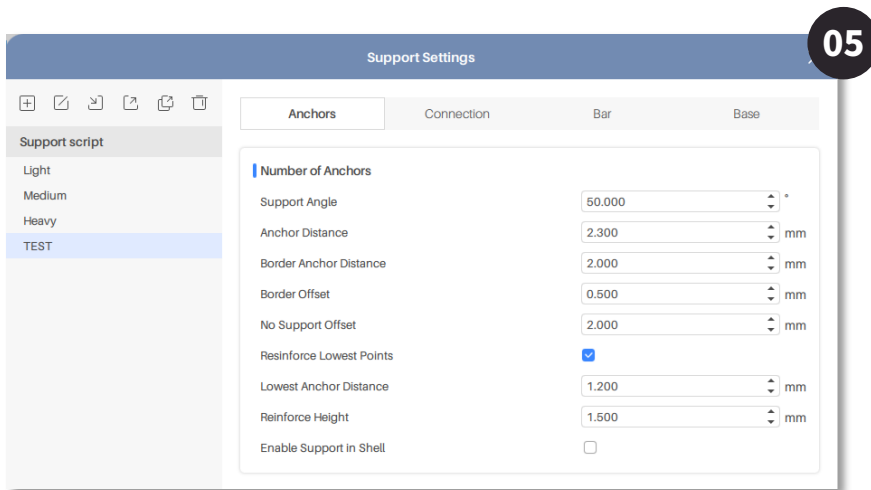 05
Support Settings
Anchors Connection Bar Base
Support script
Light
Medium
Heavy
TEST
Number of Anchors
Support Angle 50.000 °
Anchor Distance 2.300 mm
Border Anchor Distance 2.000 mm
Border Offset 0.500 mm
No Support Offset 2.000 mm
Resinforce Lowest Points
Lowest Anchor Distance 1.200 mm
Reinforce Height 1.500 mm
Enable Support in Shell